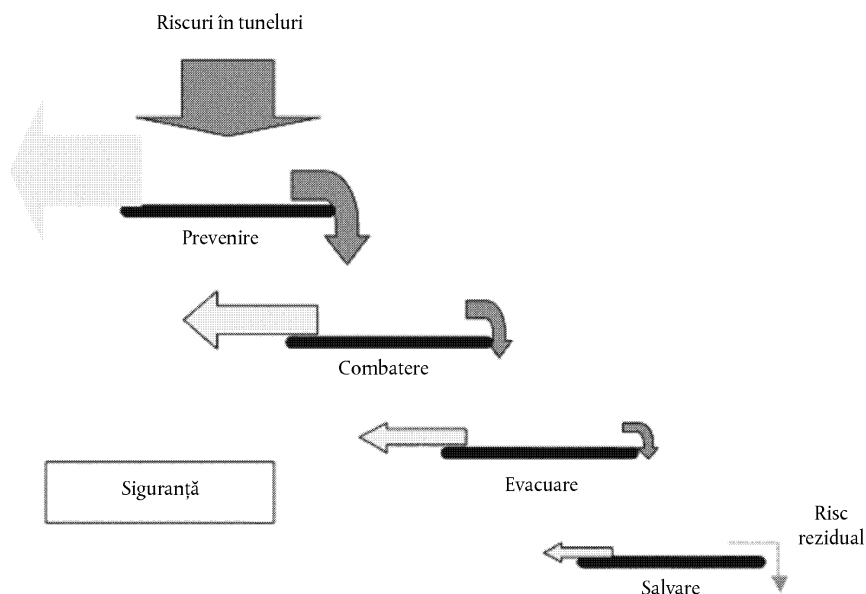 Riscuri în tuneluri
Prevenire
Combatere
Evacuare
Siguranță
Risc
rezidual
Salvare